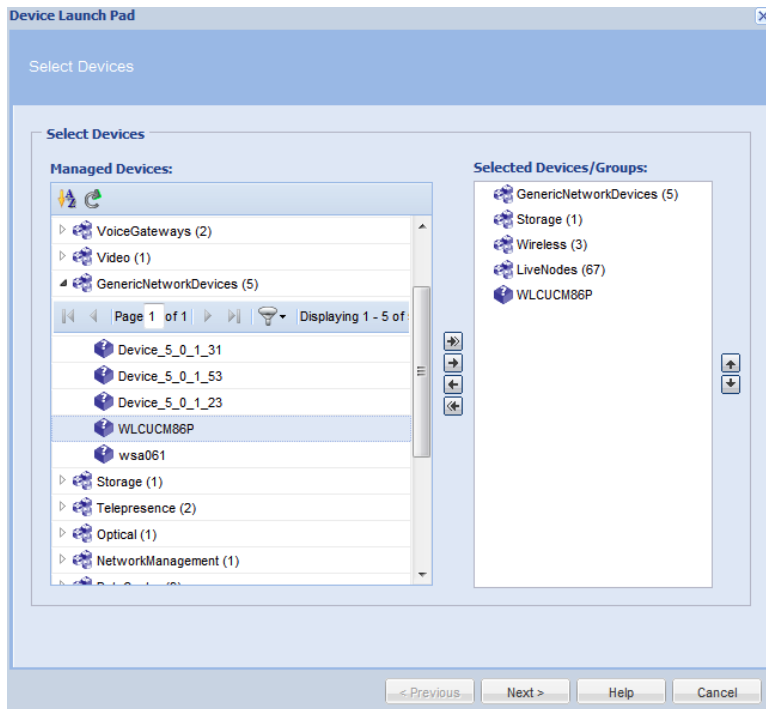 Device Launch Pad
Select Devices
Select Devices
Managed Devices:
VoiceGateways (2)
Video (1)
GenericNetworkDevices (5)
Page 1 of 1 Displaying 1 - 5 of
Device_5_0_1_31
Device_5_0_1_53
Device_5_0_1_23
WLCUCM86P
wsa061
Storage (1)
Telepresence (2)
Optical (1)
NetworkManagement (1)
Selected Devices/Groups:
GenericNetworkDevices (5)
Storage (1)
Wireless (3)
LiveNodes (67)
WLCUCM86P
< Previous
Next >
Help
Cancel